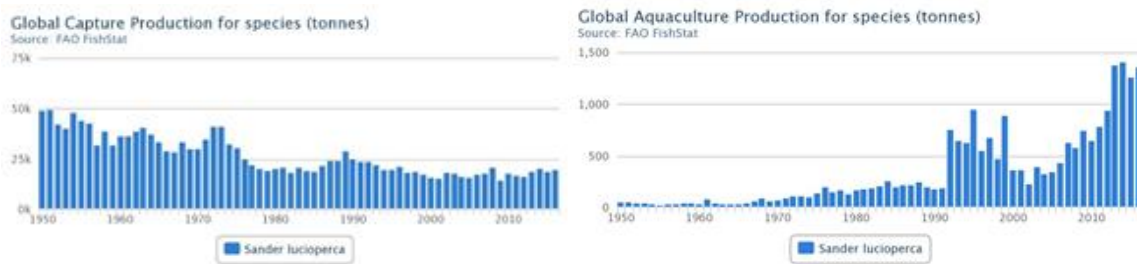 Global Capture Production for species (tonnes)
Source: FAO FishStat
75k
50k
25k
0k
1950 1960 1970 1980 1990 2000 2010
Sander lucioperca
Global Aquaculture Production for species (tonnes)
Source: FAO FishStat
1,500
1,000
500
0
1950 1960 1970 1980 1990 2000 2010
Sander lucioperca